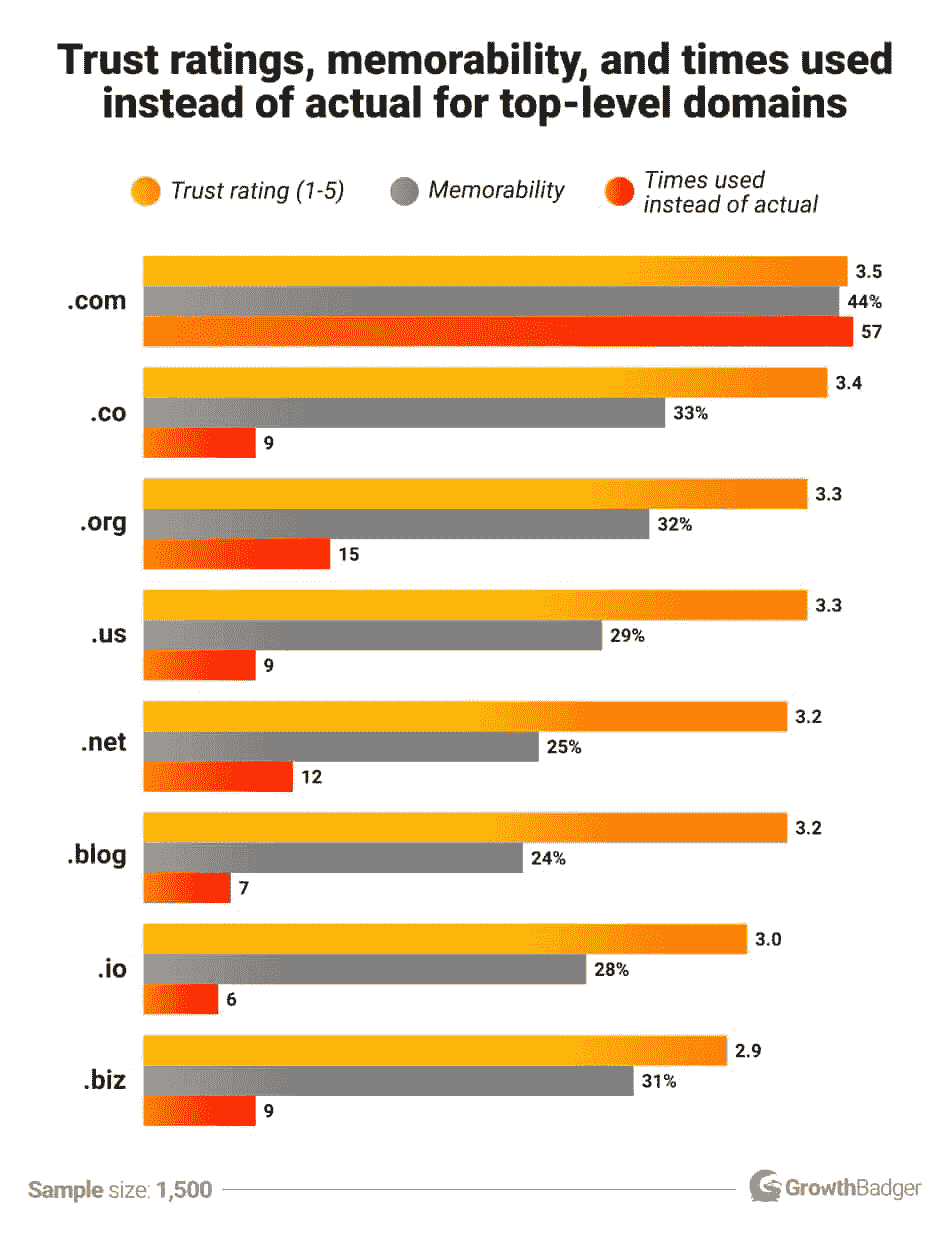 Trust ratings, memorability, and times used
instead of actual for top-level domains
Trust rating (1-5)
Memorability
Times used
instead of actual
.com
3.5
44%
57
.co
3.4
33%
9
.org
3.3
32%
15
.us
3.3
29%
9
.net
3.2
25%
12
.blog
3.2
24%
7
.io
3.0
28%
6
.biz
2.9
31%
9
Sample size: 1,500
GrowthBadger